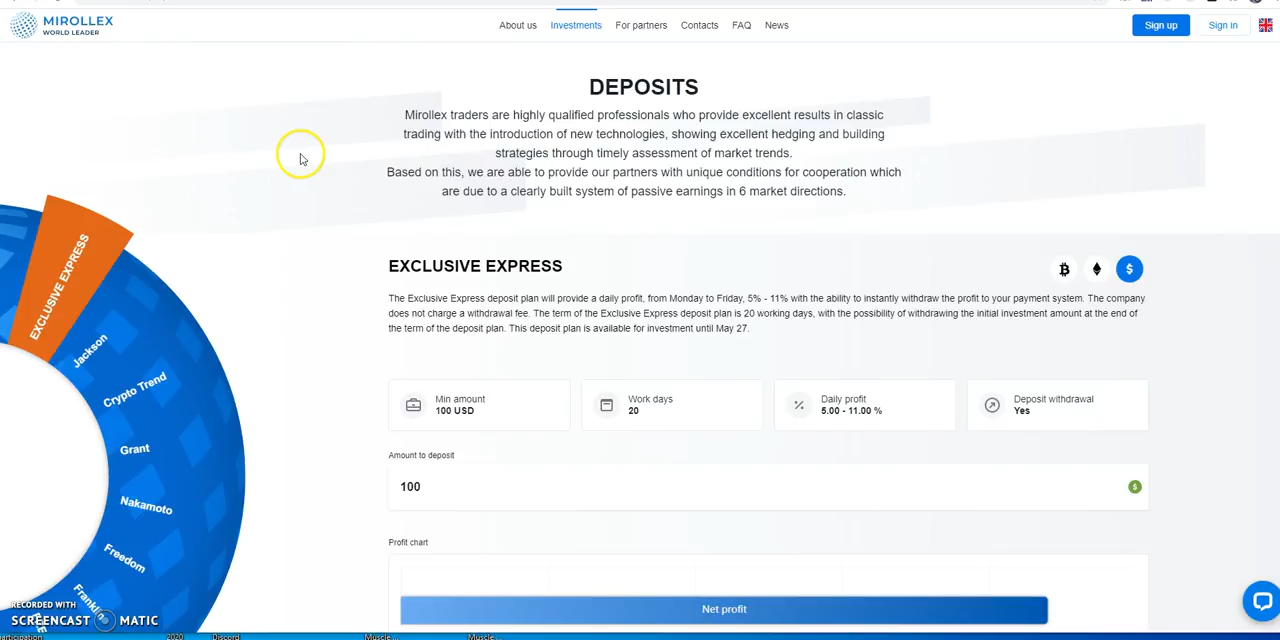 MIROLLEX
WORLD LEADER
About us
Investments
For partners
Contacts
FAQ
News
Sign up
Sign in
DEPOSITS
Mirollex traders are highly qualified professionals who provide excellent results in classic
trading with the introduction of new technologies, showing excellent hedging and building
strategies through timely assessment of market trends.
Based on this, we are able to provide our partners with unique conditions for cooperation which
are due to a clearly built system of passive earnings in 6 market directions.
EXCLUSIVE EXPRESS
Jackson
Crypto Trend
Grant
Nakamoto
Freedom
Franklin
EXCLUSIVE EXPRESS
The Exclusive Express deposit plan will provide a daily profit, from Monday to Friday, 5% - 11% with the ability to instantly withdraw the profit to your payment system. The company
does not charge a withdrawal fee. The term of the Exclusive Express deposit plan is 20 working days, with the possibility of withdrawing the initial investment amount at the end of
the term of the deposit plan. This deposit plan is available for investment until May 27.
Min amount
100 USD
Work days
20
Daily profit
5.00 - 11.00 %
Deposit withdrawal
Yes
Amount to deposit
100
$
Profit chart
Net profit
RECORDED WITH
SCREENCAST MATIC
2020
Discord
Muscle...
Muscle...